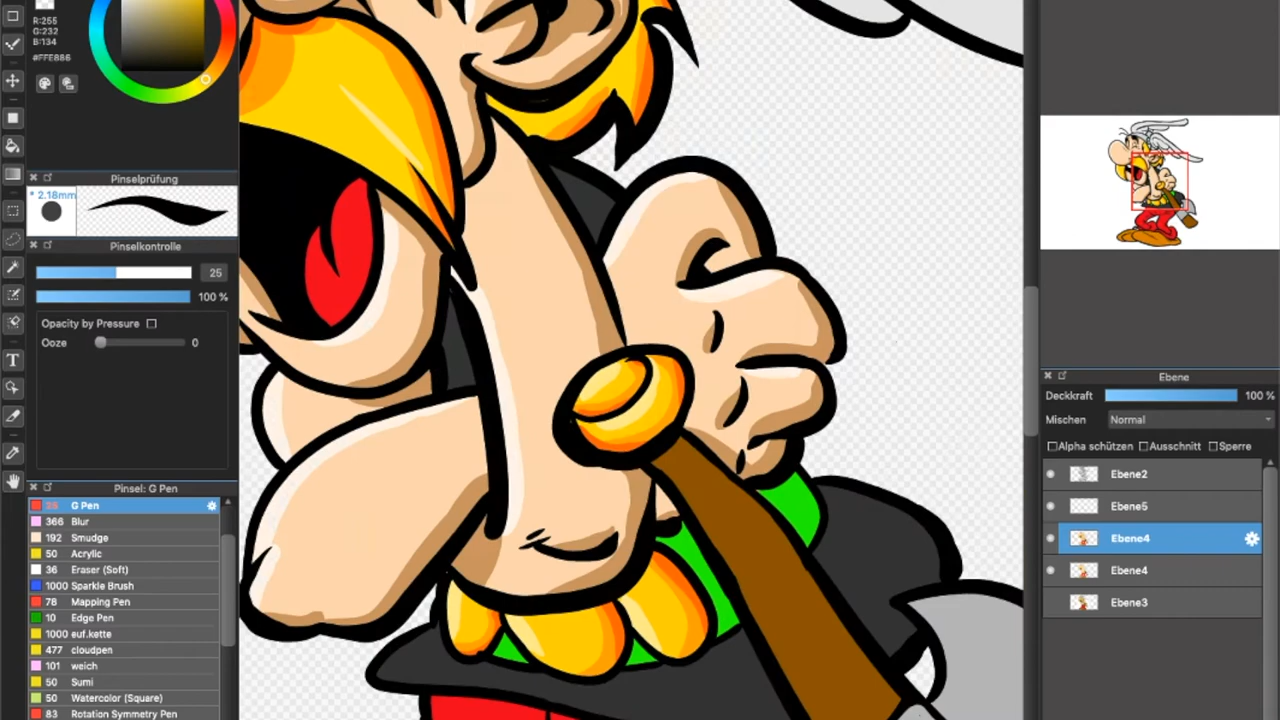 R:255
G:232
B:134
#FFE886
Pinselprüfung
* 2.18mm
Pinselkontrolle
25
100 %
Opacity by Pressure
Ooze 0
Pinsel: G Pen
G Pen
366 Blur
192 Smudge
50 Acrylic
36 Eraser (Soft)
1000 Sparkle Brush
78 Mapping Pen
10 Edge Pen
1000 euf.kette
477 cloudpen
101 weich
50 Sumi
50 Watercolor (Square)
83 Rotation Symmetry Pen
T
Ebene
Deckkraft 100 %
Mischen Normal
Alpha schützen Ausschnitt Sperre
Ebene2
Ebene5
Ebene4
Ebene4
Ebene3